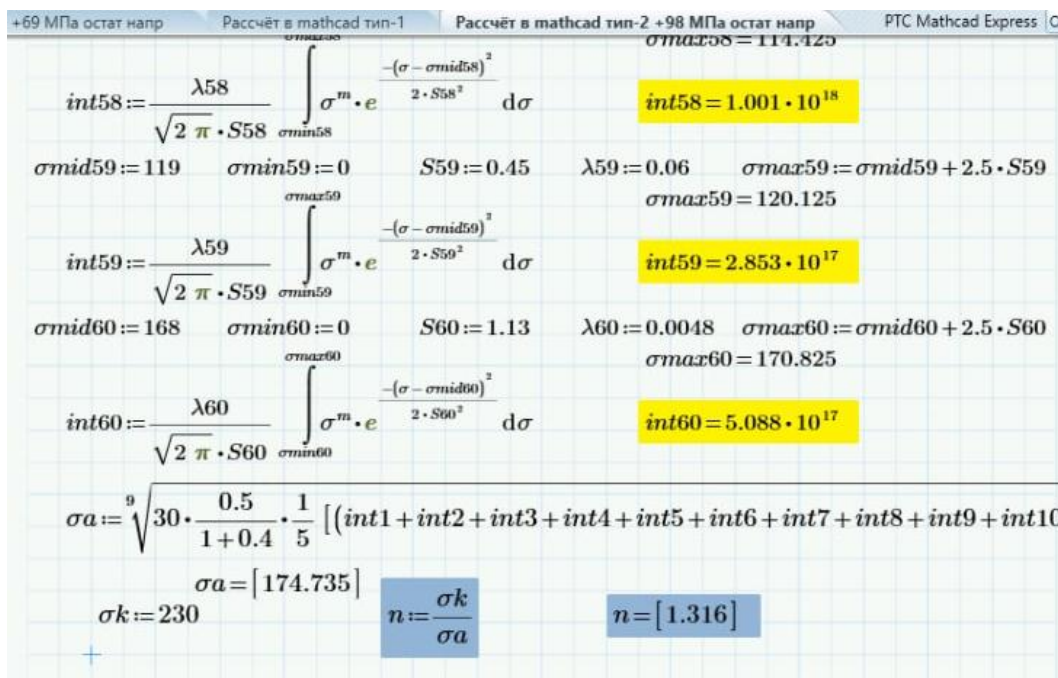 +69 МПа остат напр Рассчёт в mathcad тип-1 Рассчёт в mathcad тип-2 +98 МПа остат напр PTC Mathcad Express
σmax58 = 114.425
int58 := λ58 / (√(2 π) · S58) ∫_{σmin58}^{σmax58} σ^m · e^{−(σ − σmid58)² / (2 · S58²)} dσ int58 = 1.001 · 10^18
σmid59 := 119 σmin59 := 0 S59 := 0.45 λ59 := 0.06 σmax59 := σmid59 + 2.5 · S59
σmax59 = 120.125
int59 := λ59 / (√(2 π) · S59) ∫_{σmin59}^{σmax59} σ^m · e^{−(σ − σmid59)² / (2 · S59²)} dσ int59 = 2.853 · 10^17
σmid60 := 168 σmin60 := 0 S60 := 1.13 λ60 := 0.0048 σmax60 := σmid60 + 2.5 · S60
σmax60 = 170.825
int60 := λ60 / (√(2 π) · S60) ∫_{σmin60}^{σmax60} σ^m · e^{−(σ − σmid60)² / (2 · S60²)} dσ int60 = 5.088 · 10^17
σa := ⁹√(30 · 0.5 / (1 + 0.4) · 1/5 [(int1 + int2 + int3 + int4 + int5 + int6 + int7 + int8 + int9 + int10
σa = [174.735]
σk := 230 n := σk / σa n = [1.316]